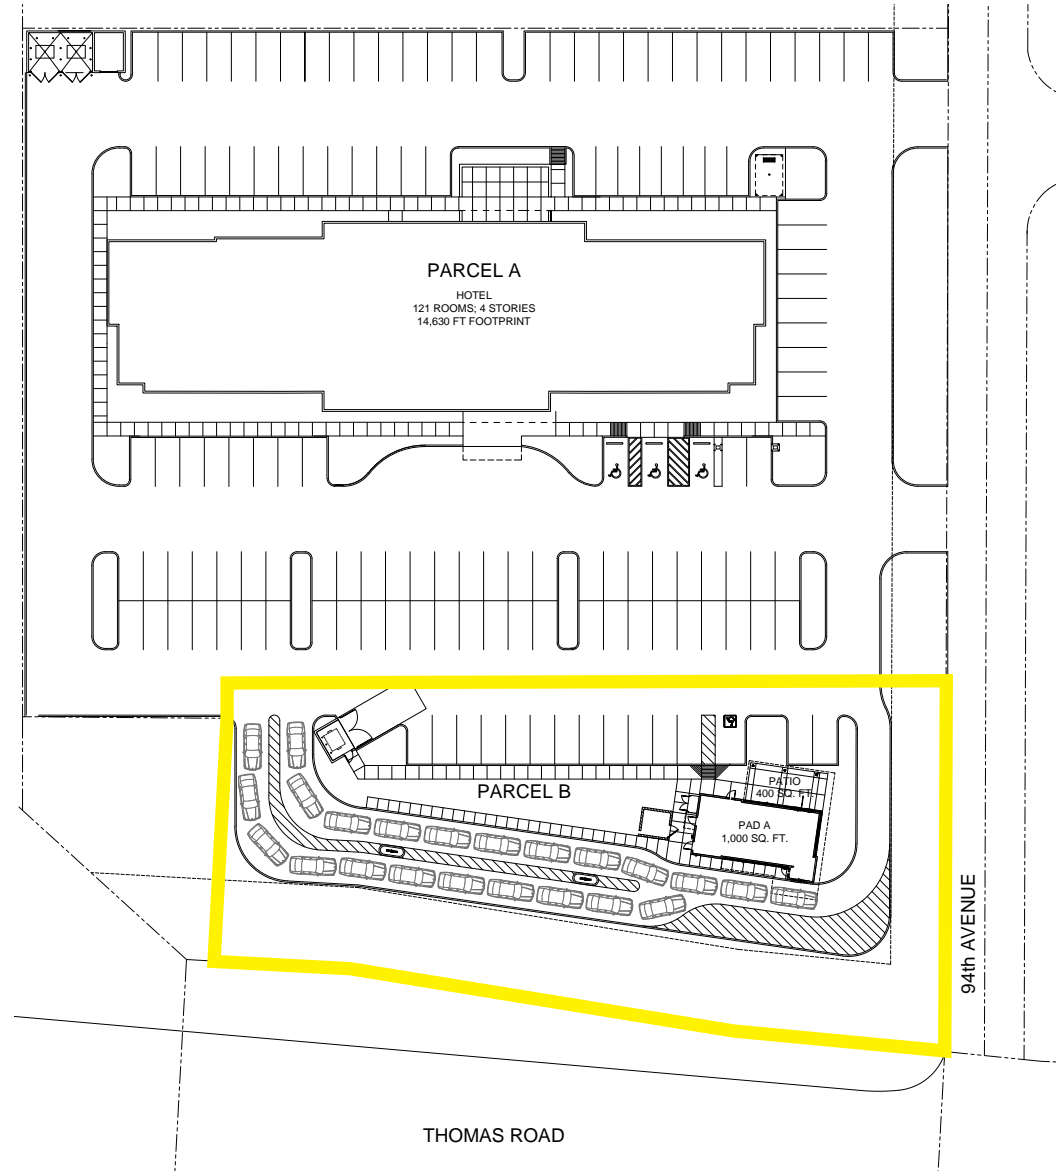 PARCEL A
HOTEL
121 ROOMS; 4 STORIES
14,630 FT FOOTPRINT
PARCEL B
PATIO
400 SQ. FT.
PAD A
1,000 SQ. FT.
94th AVENUE
THOMAS ROAD